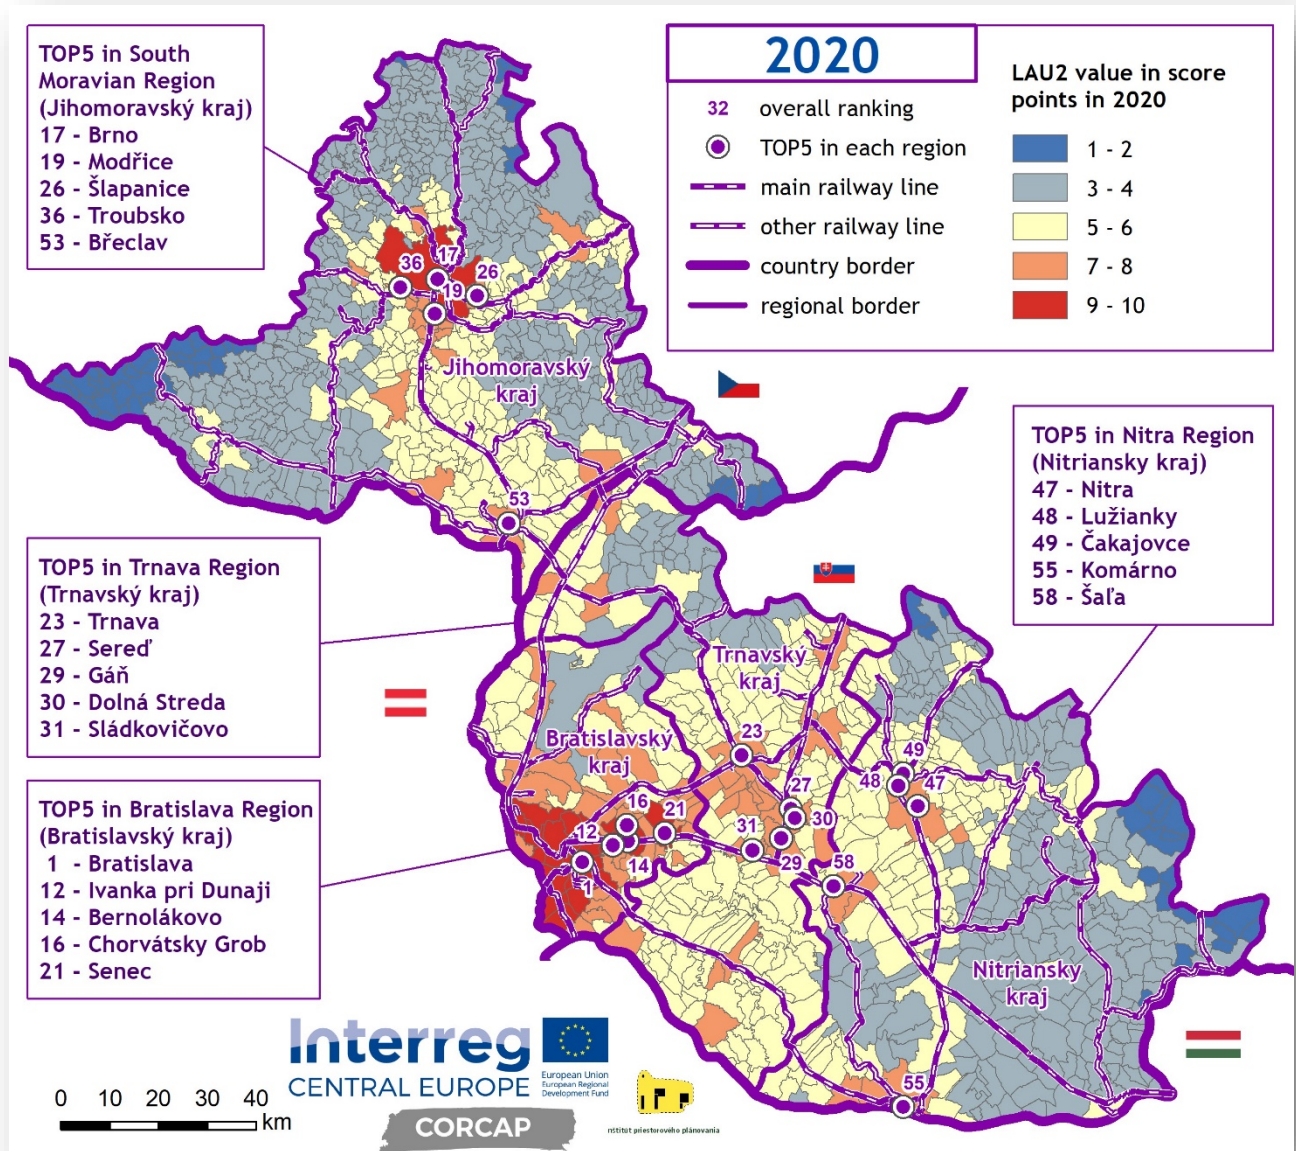 TOP5 in South
Moravian Region
(Jihomoravský kraj)
17 - Brno
19 - Modřice
26 - Šlapanice
36 - Troubsko
53 - Břeclav
2020
32 overall ranking
TOP5 in each region
main railway line
other railway line
country border
regional border
LAU2 value in score
points in 2020
1 - 2
3 - 4
5 - 6
7 - 8
9 - 10
36
17
26
19
Jihomoravský
kraj
53
TOP5 in Nitra Region
(Nitriansky kraj)
47 - Nitra
48 - Lužianky
49 - Čakajovce
55 - Komárno
58 - Šaľa
TOP5 in Trnava Region
(Trnavský kraj)
23 - Trnava
27 - Sereď
29 - Gáň
30 - Dolná Streda
31 - Sládkovičovo
Trnavský
kraj
Bratislavský
kraj
23
49
48
47
27
30
16
21
12
14
31
29
58
1
TOP5 in Bratislava Region
(Bratislavský kraj)
1 - Bratislava
12 - Ivanka pri Dunaji
14 - Bernolákovo
16 - Chorvátsky Grob
21 - Senec
Nitriansky
kraj
55
0 10 20 30 40
km
Interreg
CENTRAL EUROPE
European Union
European Regional
Development Fund
CORCAP
nštitút priestorového plánovania